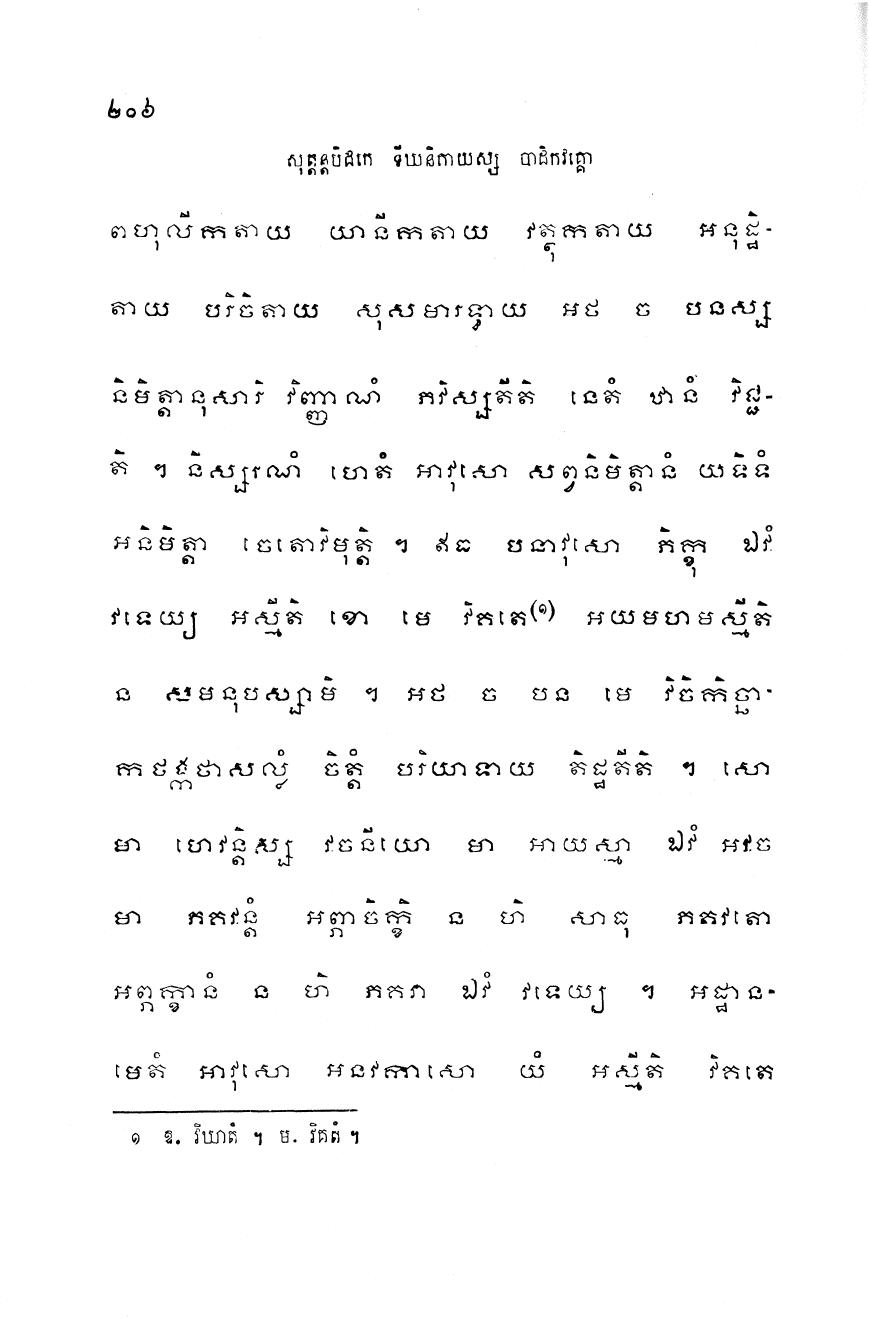 ២០៦
សុត្តន្តបិដកេ ទីឃនិកាយស្ស បាដិកវគ្គោ
ពហុលីកតាយ យានីកតាយ វត្ថុកតាយ អនុដ្ឋិ-
តាយ បរិចិតាយ សុសមារទ្ធាយ អថ ច បនស្ស
និមិត្តានុសារិ វិញ្ញាណំ ភវិស្សតីតិ នេតំ ឋានំ វិជ្ជ-
តិ ។ និស្សរណំ ហេតំ អាវុសោ សព្វនិមិត្តានំ យទិទំ
អនិមិត្តា ចេតោវិមុត្តិ ។ ឥធ បនាវុសោ ភិក្ខុ ឯវំ
វទេយ្យ អស្មីតិ ខោ មេ វិគតេ(១) អយមហមស្មីតិ
ន សមនុបស្សាមិ ។ អថ ច បន មេ វិចិកិច្ឆា-
កថង្កថាសល្លំ ចិត្តំ បរិយាទាយ តិដ្ឋតីតិ ។ សោ
មា ហេវន្តិស្ស វចនីយោ មា អាយស្មា ឯវំ អវច
មា ភគវន្តំ អព្ភាចិក្ខិ ន ហិ សាធុ ភគវតោ
អព្ភក្ខានំ ន ហិ ភគវា ឯវំ វទេយ្យ ។ អដ្ឋាន-
មេតំ អាវុសោ អនវកាសោ យំ អស្មីតិ វិគតេ
១ ឱ. វិឃាតំ ។ ម. វិគតំ ។